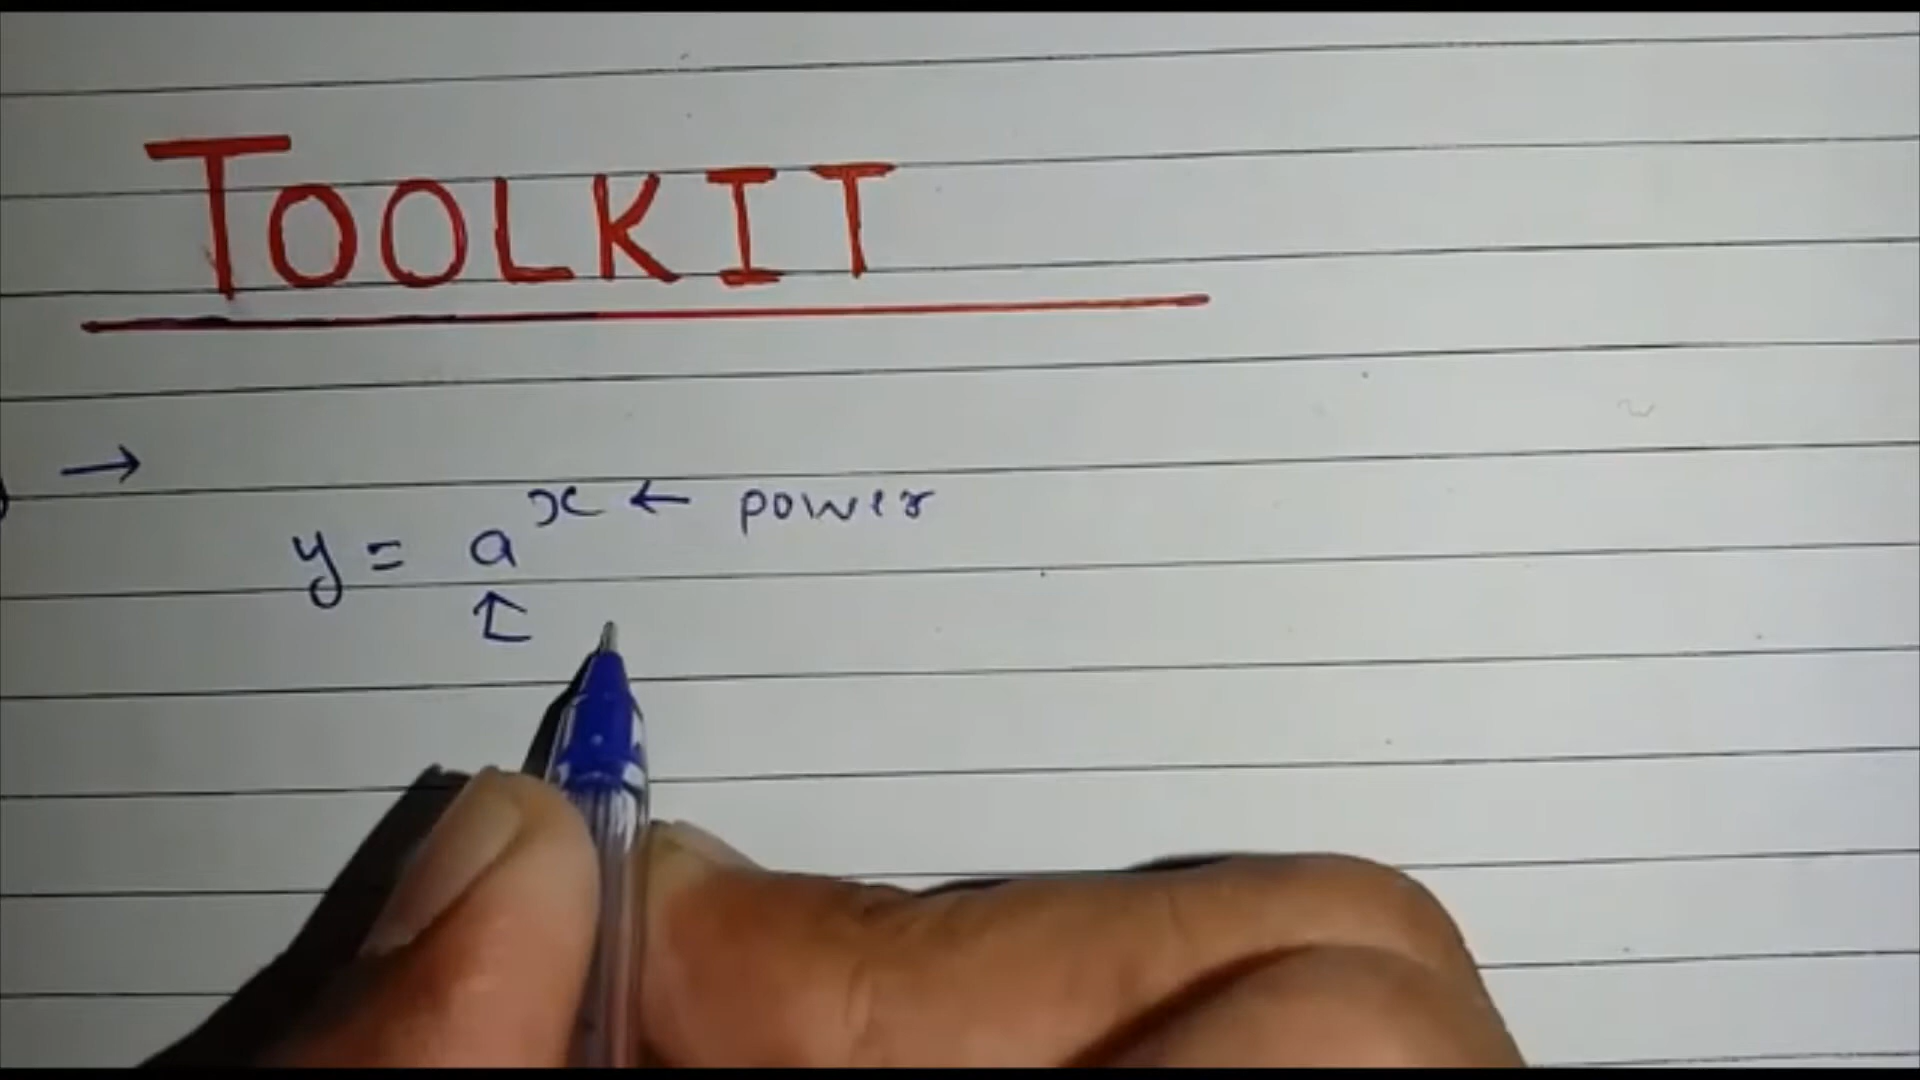 TOOLKIT
→
y = a^x ← power
↑